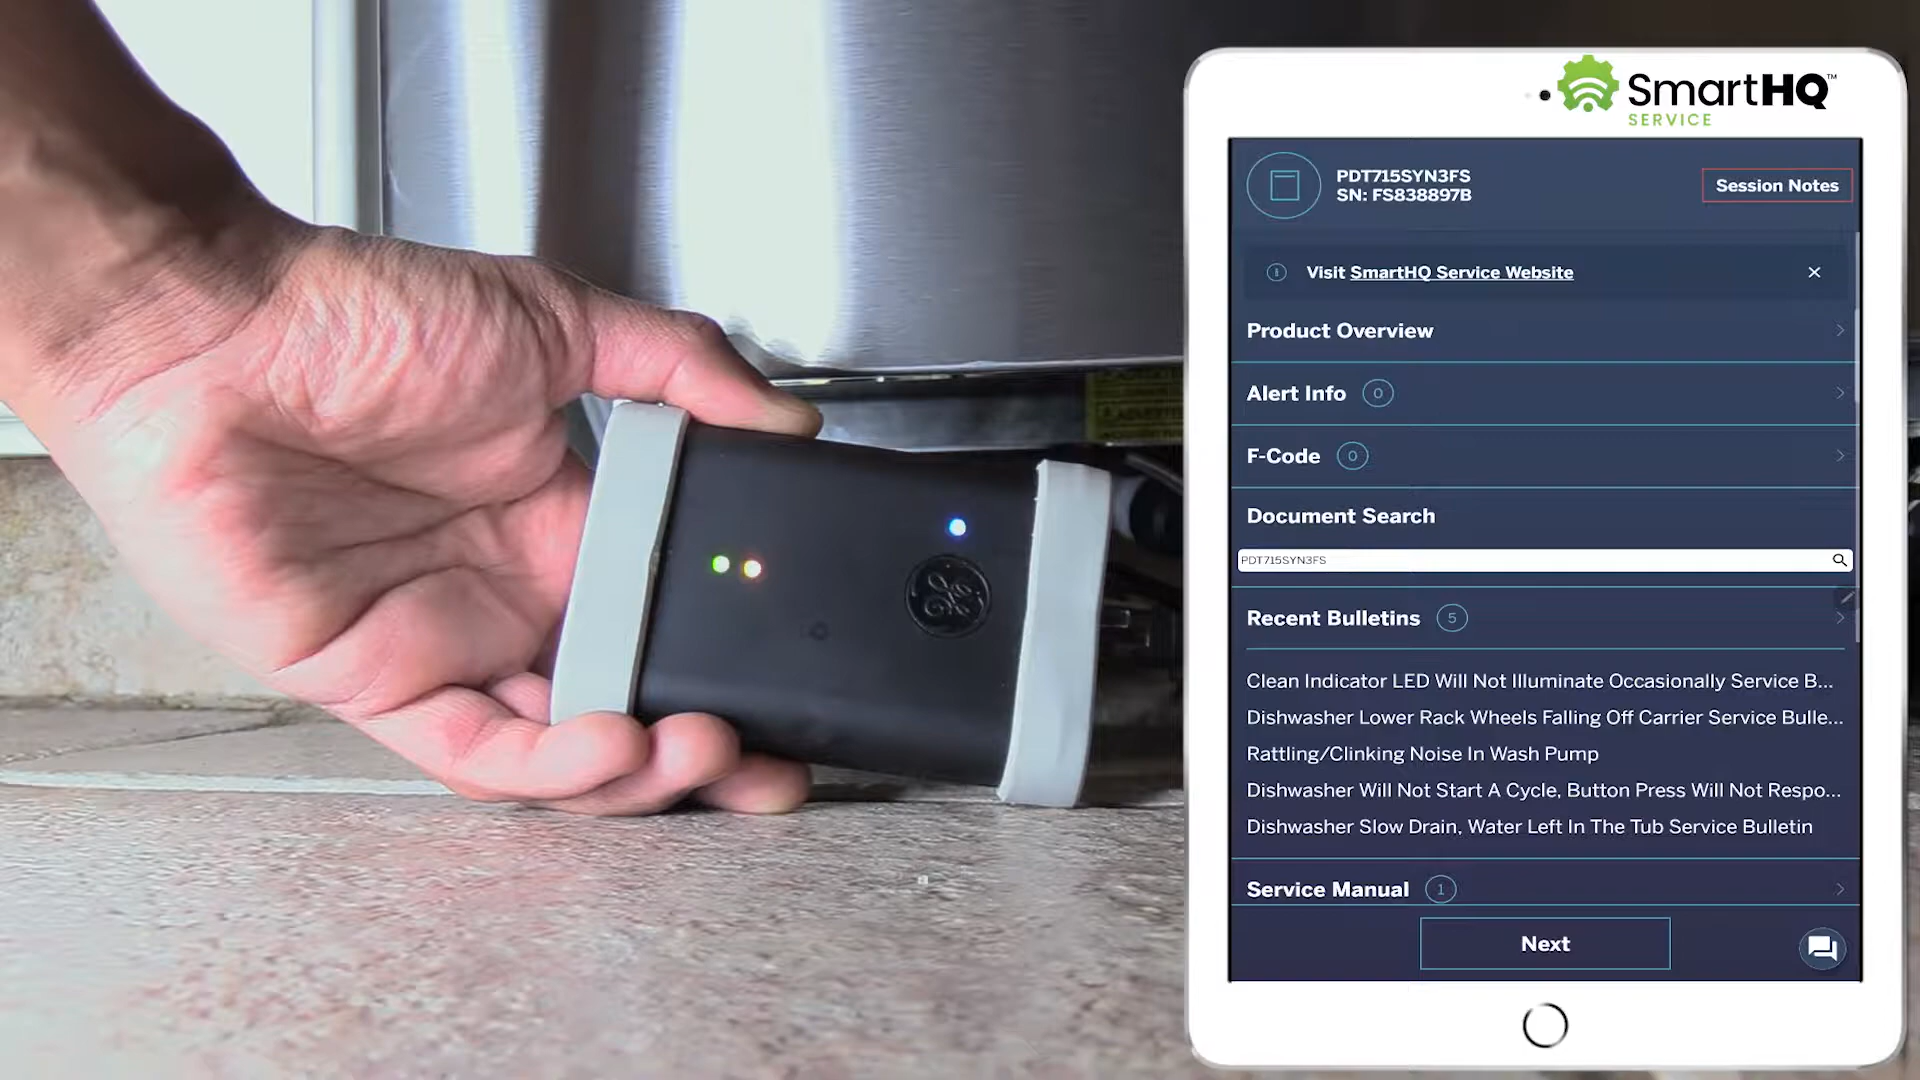 SmartHQ™
SERVICE
PDT715SYN3FS
SN: FS838897B
Session Notes
Visit SmartHQ Service Website
Product Overview
Alert Info 0
F-Code 0
Document Search
PDT715SYN3FS
Recent Bulletins 5
Clean Indicator LED Will Not Illuminate Occasionally Service B...
Dishwasher Lower Rack Wheels Falling Off Carrier Service Bulle...
Rattling/Clinking Noise In Wash Pump
Dishwasher Will Not Start A Cycle, Button Press Will Not Respo...
Dishwasher Slow Drain, Water Left In The Tub Service Bulletin
Service Manual 1
Next
GE